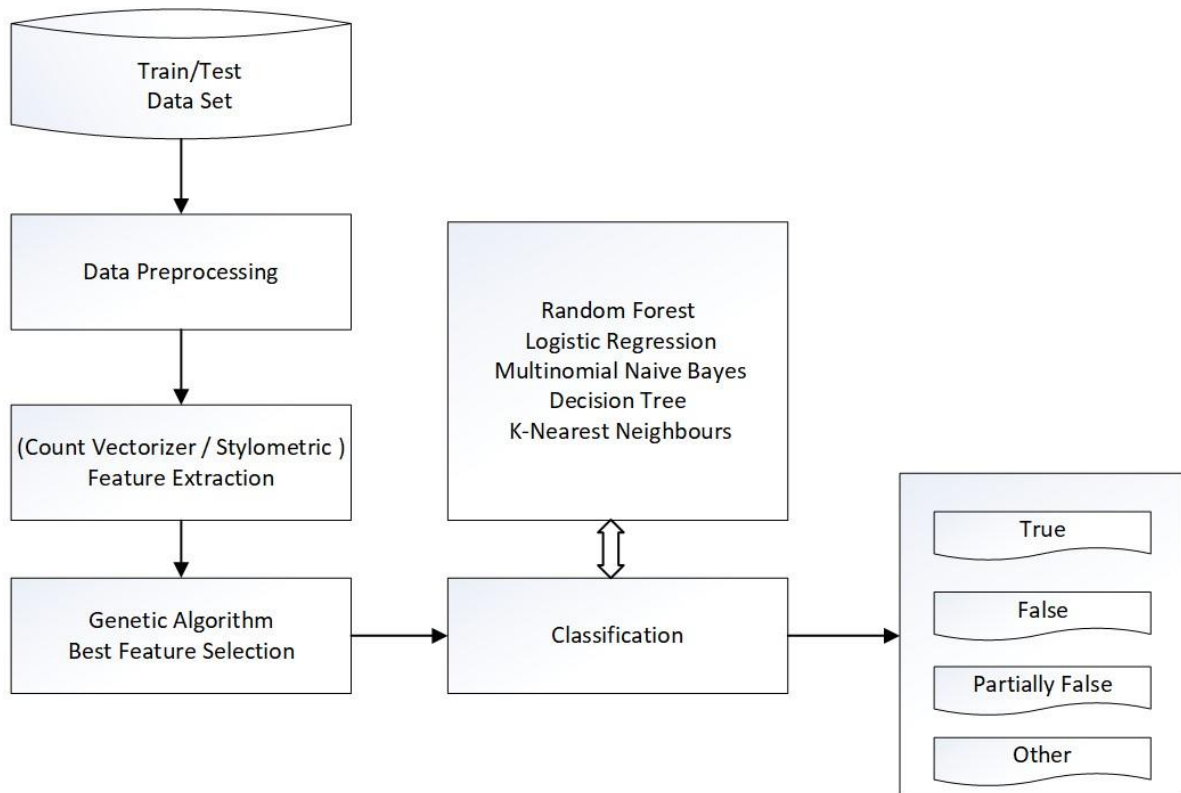 Train/Test
Data Set
Data Preprocessing
(Count Vectorizer / Stylometric )
Feature Extraction
Genetic Algorithm
Best Feature Selection
Random Forest
Logistic Regression
Multinomial Naive Bayes
Decision Tree
K-Nearest Neighbours
Classification
True
False
Partially False
Other